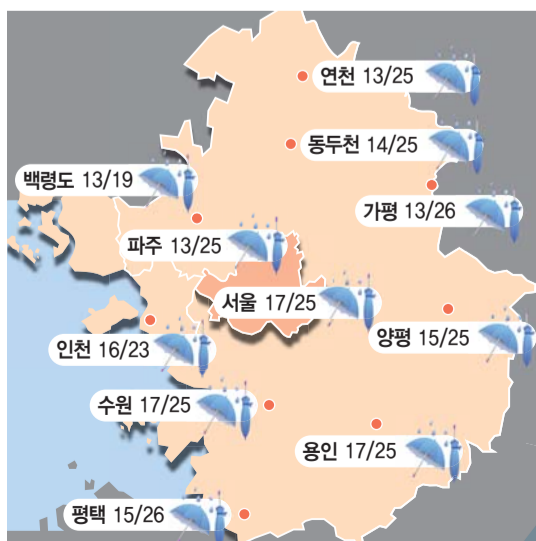 연천 13/25
동두천 14/25
백령도 13/19
가평 13/26
파주 13/25
서울 17/25
양평 15/25
인천 16/23
수원 17/25
용인 17/25
평택 15/26